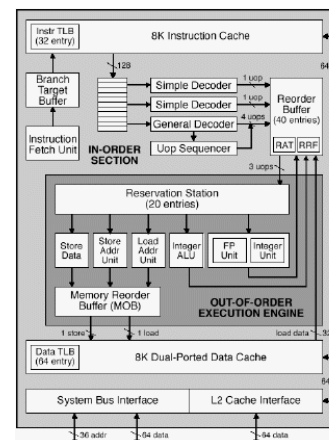 Instr TLB
(32 entry)
8K Instruction Cache
128
64
Branch
Target
Buffer
Simple Decoder
1 uop
Simple Decoder
1 uop
General Decoder
4 uops
Reorder
Buffer
(40 entries)
Instruction
Fetch Unit
IN-ORDER
SECTION
Uop Sequencer
RAT
RRF
3 uops
Reservation Station
(20 entries)
Store
Data
Store
Addr
Unit
Load
Addr
Unit
Integer
ALU
FP
Unit
Integer
Unit
Memory Reorder
Buffer (MOB)
OUT-OF-ORDER
EXECUTION ENGINE
1 store
1 load
load data
32
Data TLB
(64 entry)
8K Dual-Ported Data Cache
64
System Bus Interface
L2 Cache Interface
36 addr
64 data
64 data